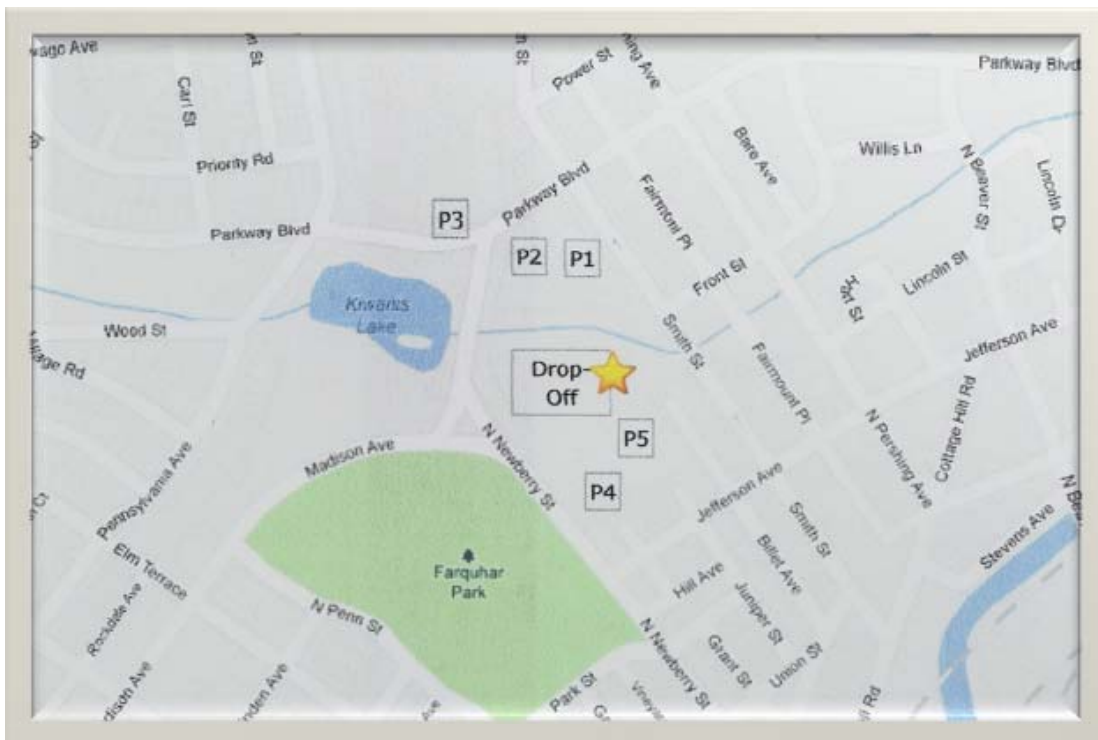 Parkway Blvd
Power St
Carl St
Bare Ave
Willis Ln
N Beaver St
Lincoln Dr
Priority Rd
Parkway Blvd
P3
Parkway Blvd
Fairmont Pl
P2
P1
Front St
Lincoln St
Lake
Wood St
Smith St
Jefferson Ave
Drop-
Off
Fairmount Pl
N Pershing Ave
Cottage Hill Rd
P5
Madison Ave
N Newberry St
P4
Jefferson Ave
Pennsylvania Ave
Smith St
Stevens Ave
Elm Terrace
Farquhar
Park
Billet Ave
Hill Ave
Rockdale Ave
N Penn St
Juniper St
N Newberry St
Grant St
Union St
Park St
Ave